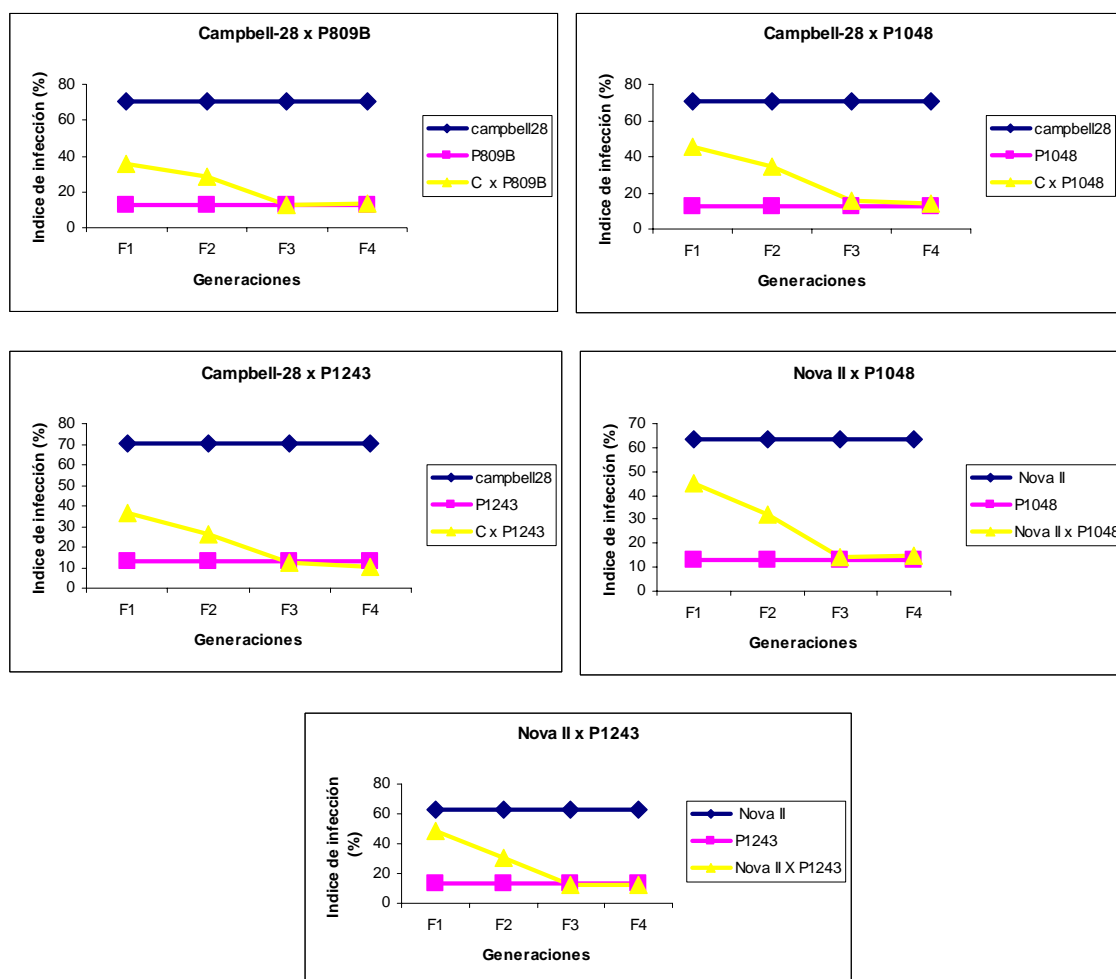 Campbell-28 x P809B
Indice de infección (%)
80
60
40
20
0
F1 F2 F3 F4
Generaciones
campbell28
P809B
C x P809B
Campbell-28 x P1048
Indice de infección (%)
80
60
40
20
0
F1 F2 F3 F4
Generaciones
campbell28
P1048
C x P1048
Campbell-28 x P1243
Indice de infección (%)
80
70
60
50
40
30
20
10
0
F1 F2 F3 F4
Generaciones
campbell28
P1243
C x P1243
Nova II x P1048
Indice de infección (%)
70
60
50
40
30
20
10
0
F1 F2 F3 F4
Generaciones
Nova II
P1048
Nova II x P1048
Nova II x P1243
Indice de infección
(%)
80
60
40
20
0
F1 F2 F3 F4
Generaciones
Nova II
P1243
Nova II X P1243